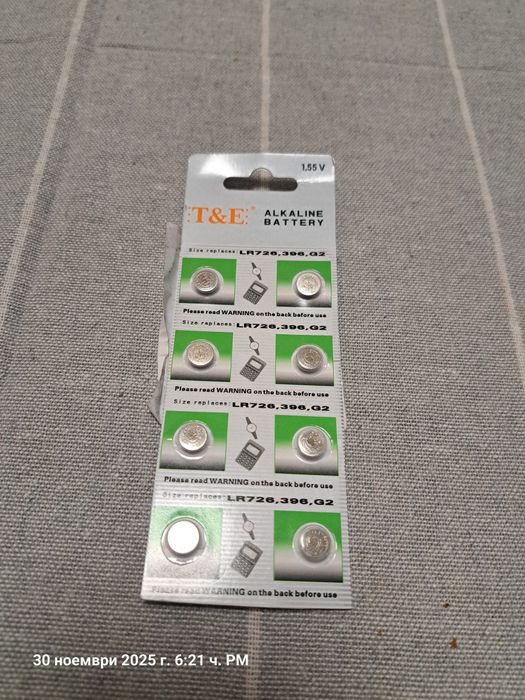 1.55 V
T&E® ALKALINE
BATTERY
Size replaces: LR726,396,G2
Please read WARNING on the back before use
Size replaces: LR726,396,G2
Please read WARNING on the back before use
Size replaces: LR726,396,G2
Please read WARNING on the back before use
Size replaces: LR726,396,G2
Please read WARNING on the back before use
30 ноември 2025 г. 6:21 ч. PM